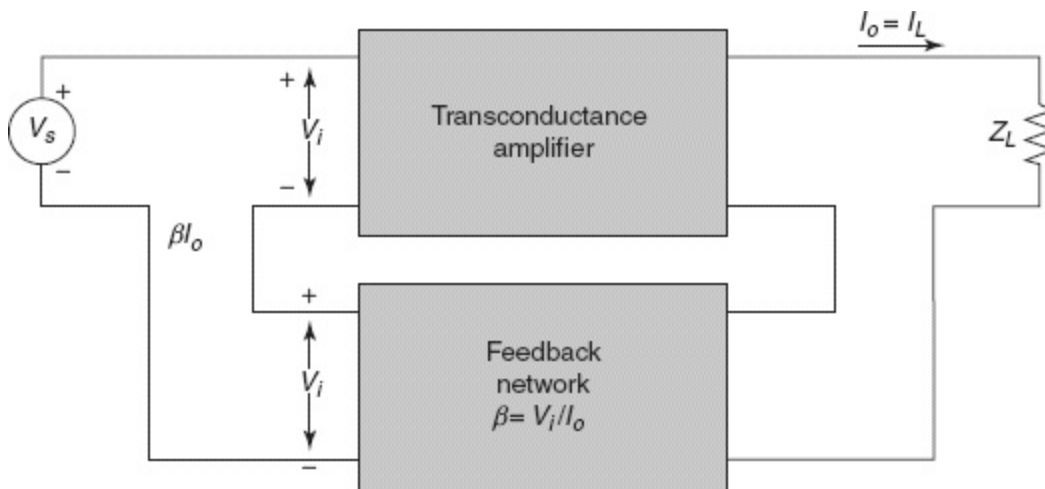 I_o = I_L
+
V_s
−
+
V_i
−
Transconductance
amplifier
Z_L
βI_o
+
V_i
−
Feedback
network
β= V_i/I_o